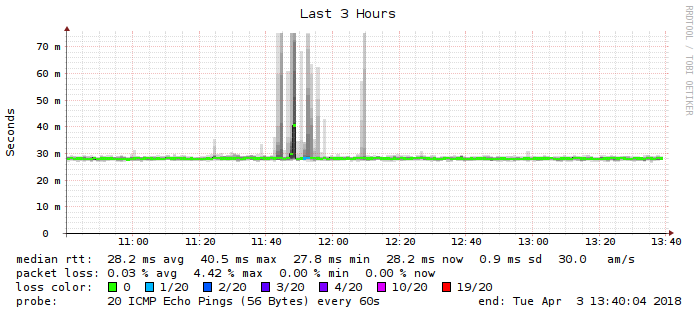 Last 3 Hours
RRDTOOL / TOBI OETIKER
Seconds
70 m
60 m
50 m
40 m
30 m
20 m
10 m
0
11:00 11:20 11:40 12:00 12:20 12:40 13:00 13:20 13:40
median rtt: 28.2 ms avg 40.5 ms max 27.8 ms min 28.2 ms now 0.9 ms sd 30.0 am/s
packet loss: 0.03 % avg 4.42 % max 0.00 % min 0.00 % now
loss color: 0 1/20 2/20 3/20 4/20 10/20 19/20
probe: 20 ICMP Echo Pings (56 Bytes) every 60s end: Tue Apr 3 13:40:04 2018